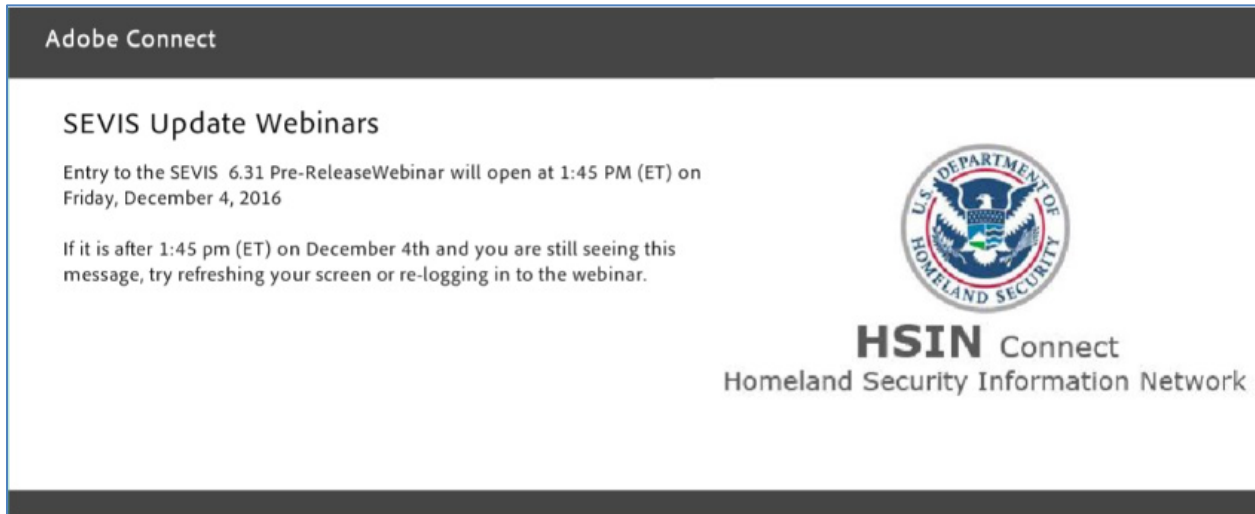 Adobe Connect
SEVIS Update Webinars
Entry to the SEVIS 6.31 Pre-ReleaseWebinar will open at 1:45 PM (ET) on
Friday, December 4, 2016
If it is after 1:45 pm (ET) on December 4th and you are still seeing this
message, try refreshing your screen or re-logging in to the webinar.
U.S. DEPARTMENT OF
HOMELAND SECURITY
HSIN Connect
Homeland Security Information Network